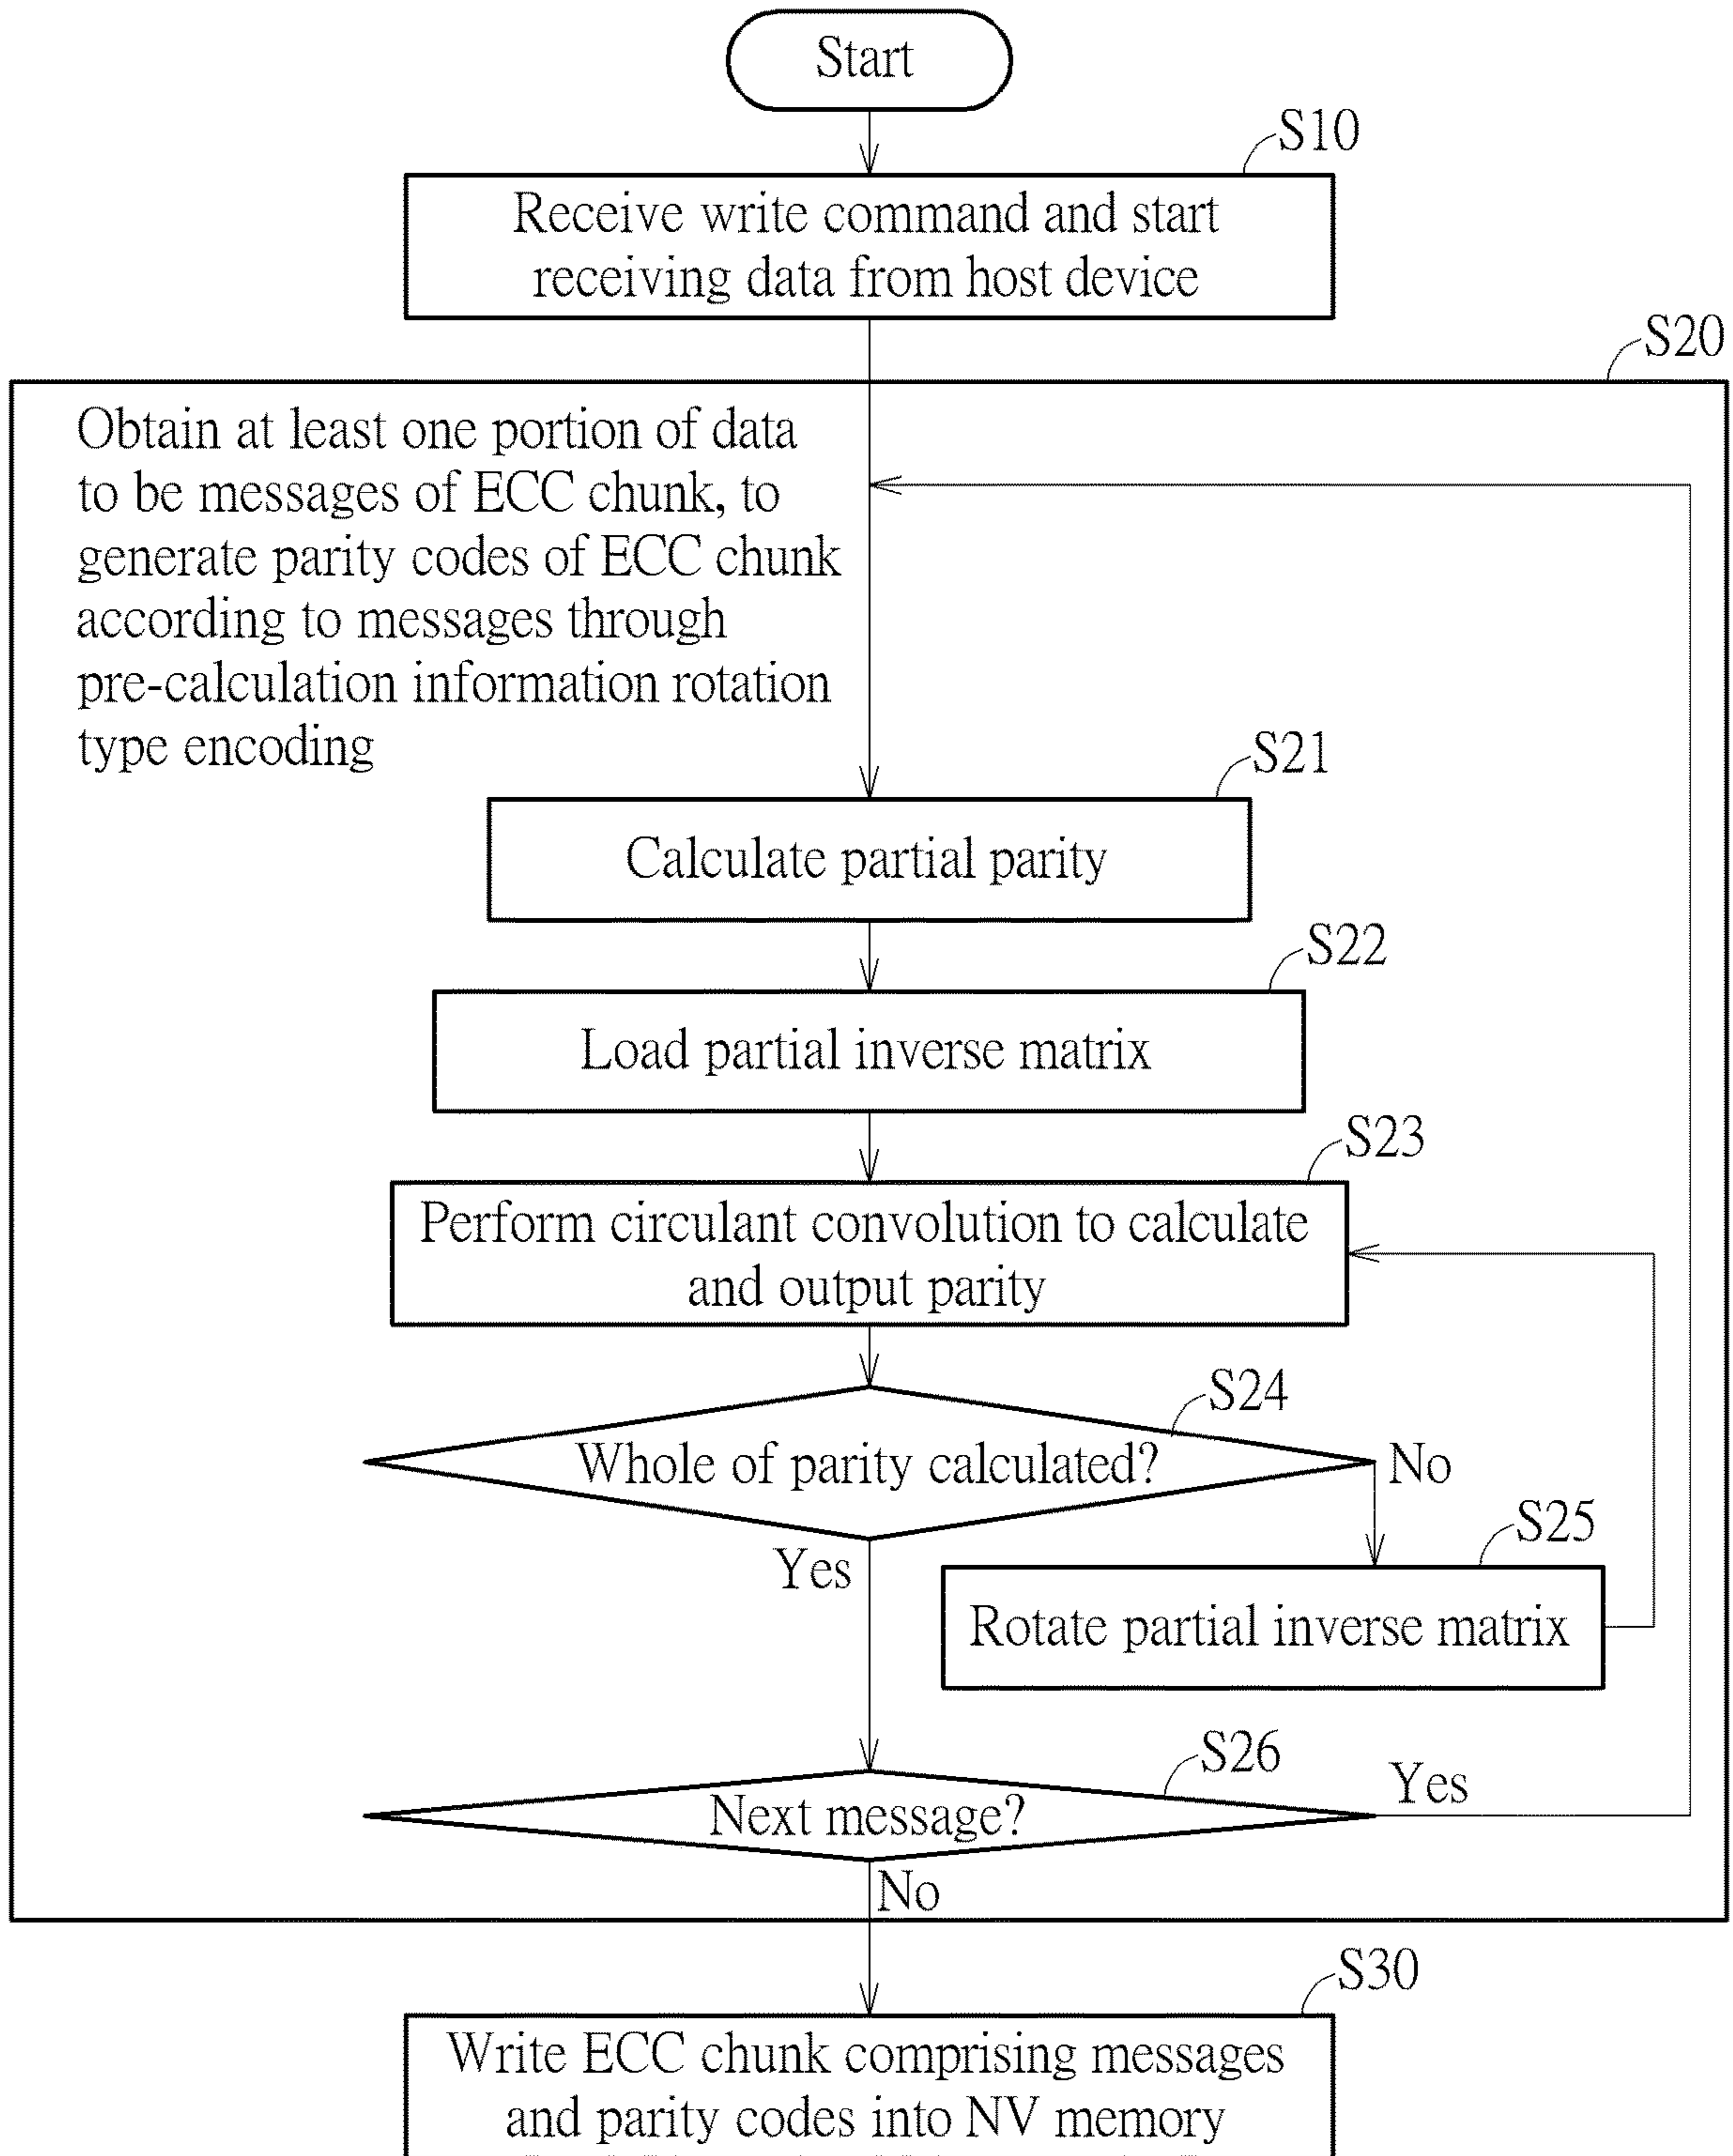 Start
S10
Receive write command and start
receiving data from host device
S20
Obtain at least one portion of data
to be messages of ECC chunk, to
generate parity codes of ECC chunk
according to messages through
pre-calculation information rotation
type encoding
S21
Calculate partial parity
S22
Load partial inverse matrix
S23
Perform circulant convolution to calculate
and output parity
S24
Whole of parity calculated?
No
Yes
S25
Rotate partial inverse matrix
S26
Next message?
Yes
No
S30
Write ECC chunk comprising messages
and parity codes into NV memory